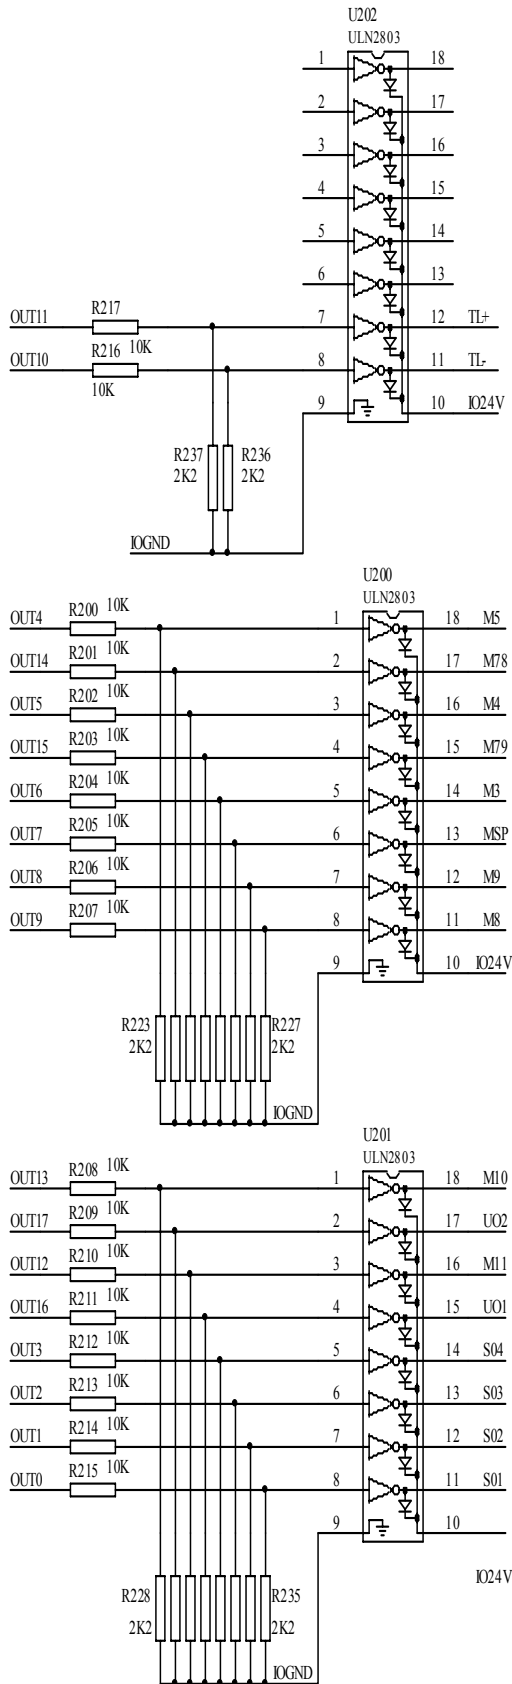 U202
ULN2803
1 18
2 17
3 16
4 15
5 14
6 13
OUT11 R217 10K 7 12 TL+
OUT10 R216 10K 8 11 TL-
9 10 IO24V
R237 R236
2K2 2K2
IOGND
U200
ULN2803
OUT4 R200 10K 1 18 M5
OUT14 R201 10K 2 17 M78
OUT5 R202 10K 3 16 M4
OUT15 R203 10K 4 15 M79
OUT6 R204 10K 5 14 M3
OUT7 R205 10K 6 13 MSP
OUT8 R206 10K 7 12 M9
OUT9 R207 10K 8 11 M8
9 10 IO24V
R223 R227
2K2 2K2
IOGND
U201
ULN2803
OUT13 R208 10K 1 18 M10
OUT17 R209 10K 2 17 UO2
OUT12 R210 10K 3 16 M11
OUT16 R211 10K 4 15 UO1
OUT3 R212 10K 5 14 S04
OUT2 R213 10K 6 13 S03
OUT1 R214 10K 7 12 S02
OUT0 R215 10K 8 11 S01
9 10
IO24V
R228 R235
2K2 2K2
IOGND